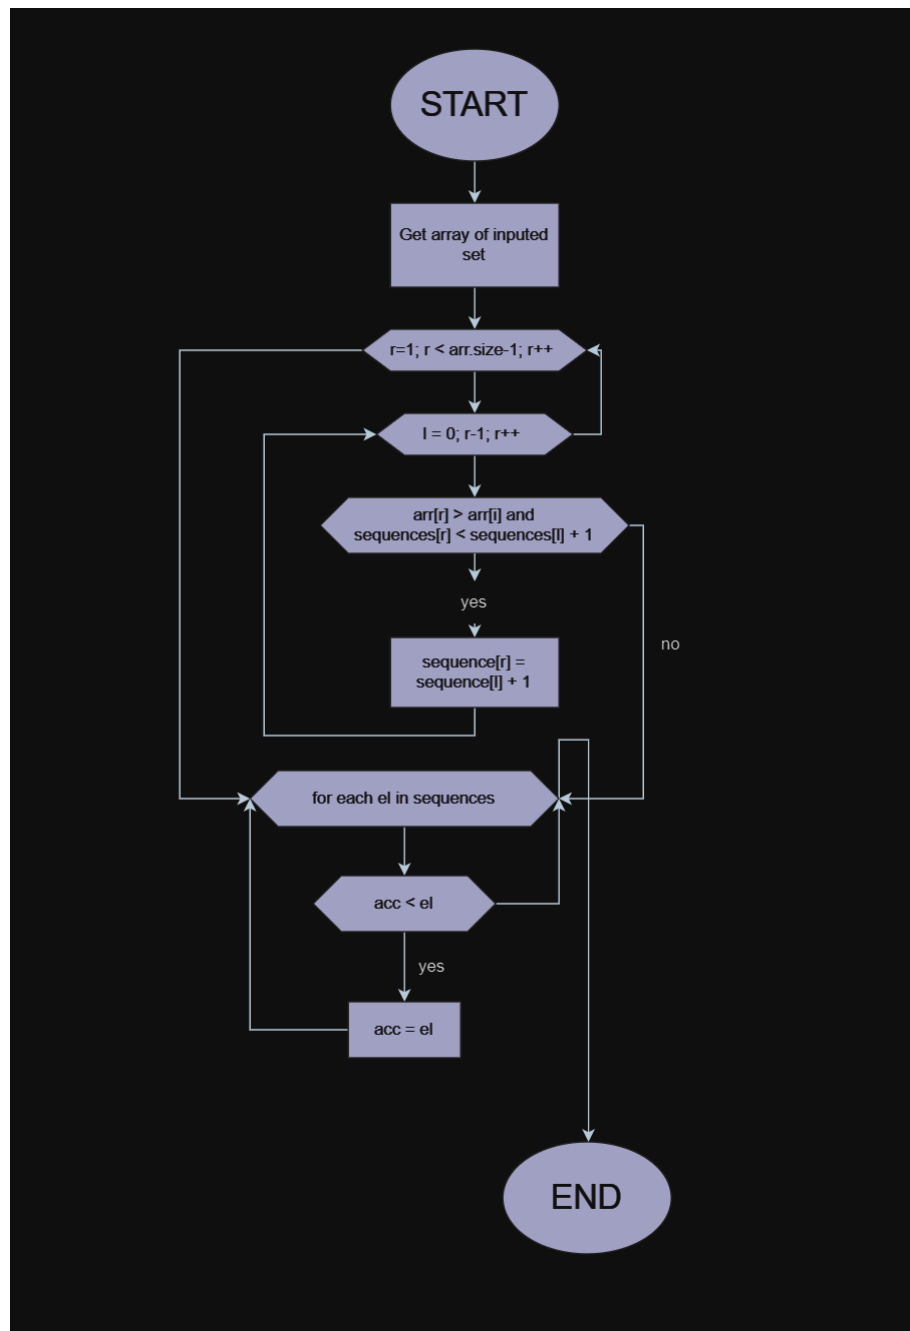 START
Get array of inputed
set
r=1; r < arr.size-1; r++
l = 0; r-1; r++
arr[r] > arr[i] and
sequences[r] < sequences[l] + 1
yes
no
sequence[r] =
sequence[l] + 1
for each el in sequences
acc < el
yes
acc = el
END